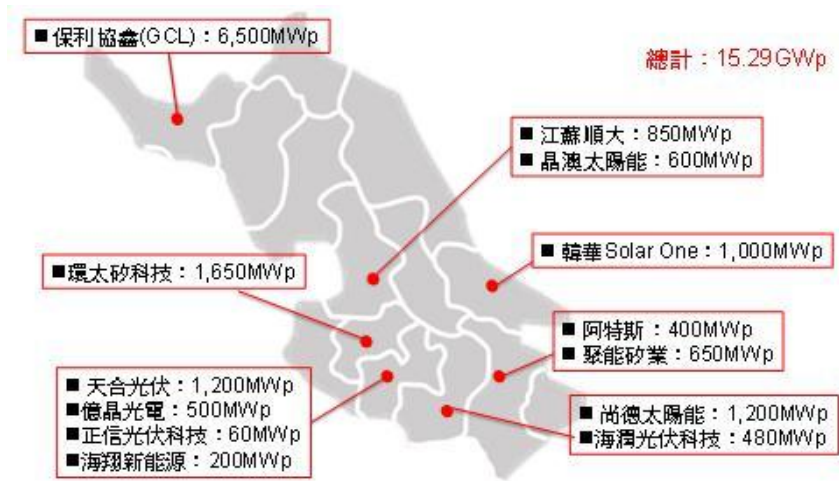 ■保利協鑫(GCL)：6,500MWp
總計：15.29GWp
■ 江蘇順大：850MWp
■ 晶澳太陽能：600MWp
■ 韓華Solar One：1,000MWp
■環太矽科技：1,650MWp
■ 阿特斯：400MWp
■ 聚能矽業：650MWp
■ 天合光伏：1,200MWp
■億晶光電：500MWp
■正信光伏科技：60MWp
■海翔新能源：200MWp
■ 尚德太陽能：1,200MWp
■海潤光伏科技：480MWp